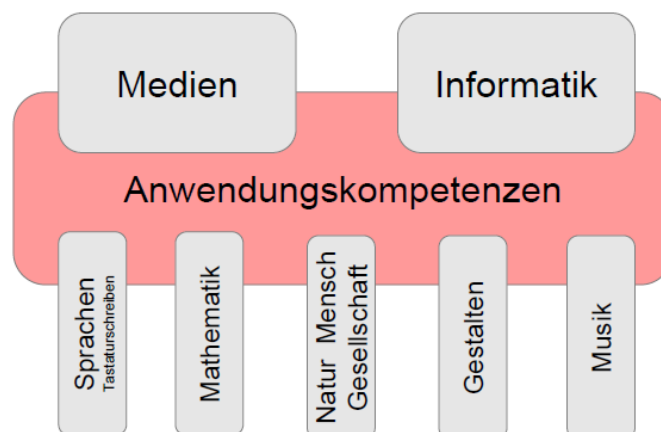 Medien
Informatik
Anwendungskompetenzen
Sprachen
Tastaturschreiben
Mathematik
Natur Mensch
Gesellschaft
Gestalten
Musik